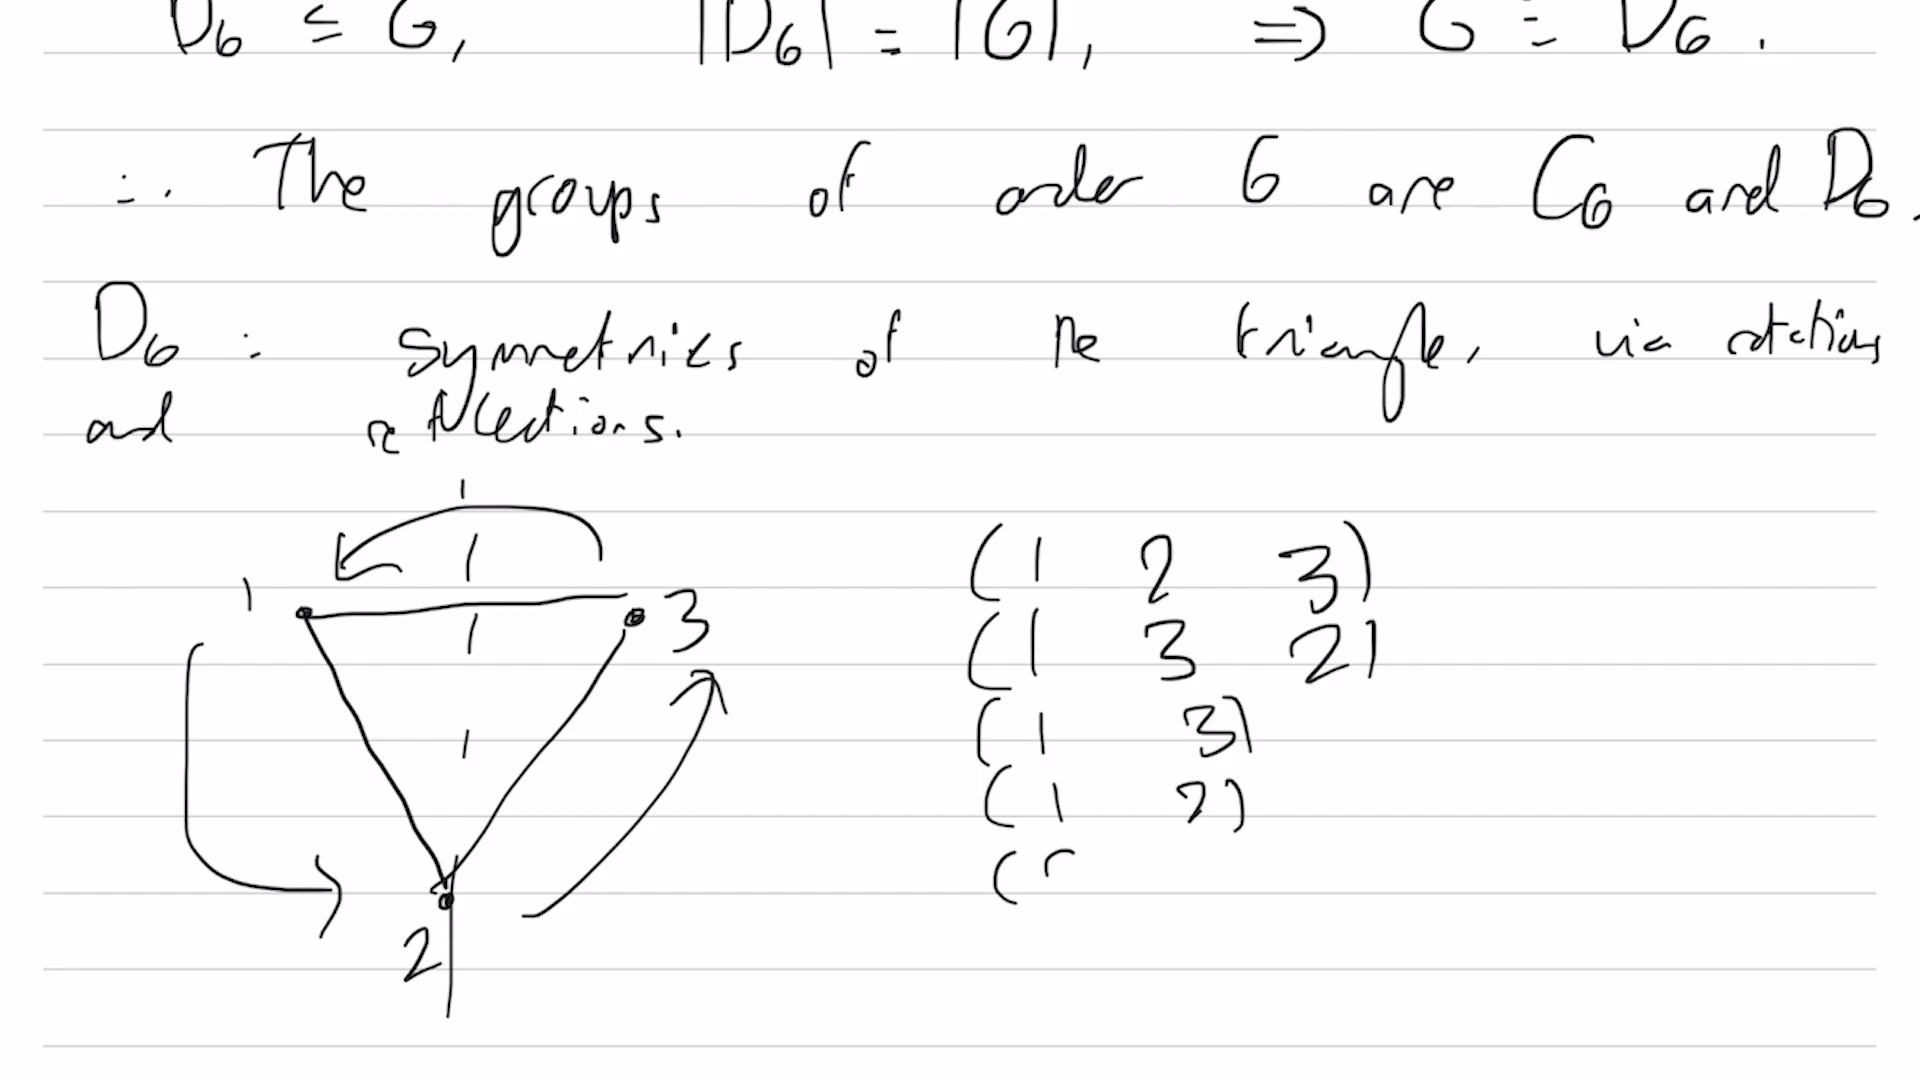 D6 ≤ G, |D6| = |G|, ⇒ G = D6.
∴ The groups of order 6 are C6 and D6.
D6: symmetries of the triangle, via rotations
and reflections.
1
3
2
(1 2 3)
(1 3 2)
(1 3)
(1 2)
(